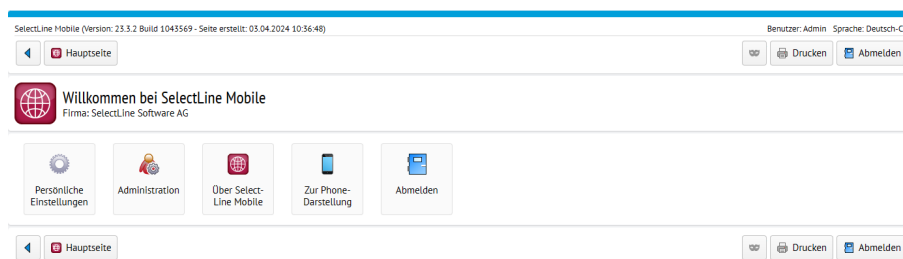 SelectLine Mobile (Version: 23.3.2 Build 1043569 - Seite erstellt: 03.04.2024 10:36:48) Benutzer: Admin Sprache: Deutsch-C
Hauptseite Drucken Abmelden
Willkommen bei SelectLine Mobile
Firma: SelectLine Software AG
Persönliche Einstellungen
Administration
Über Select-
Line Mobile
Zur Phone-
Darstellung
Abmelden
Hauptseite Drucken Abmelden